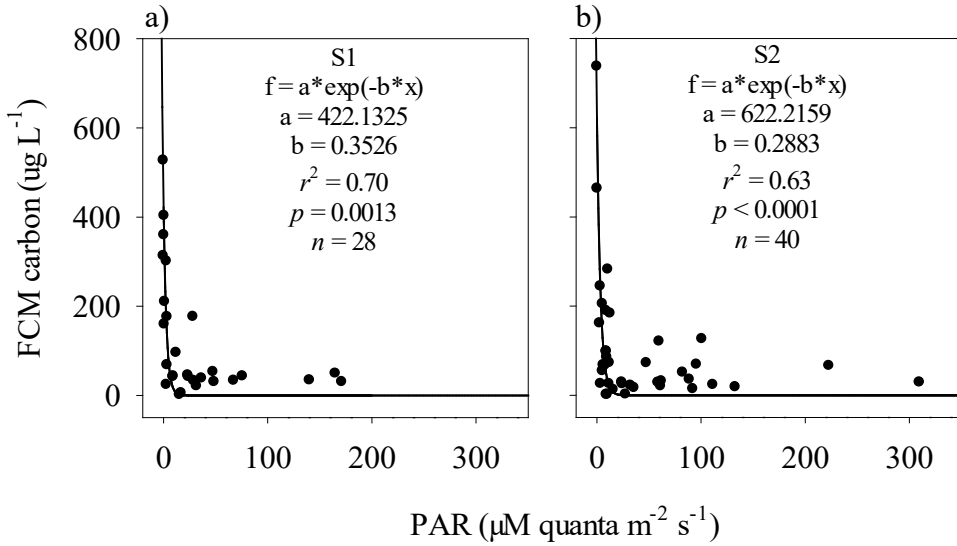 a)
S1
f = a*exp(-b*x)
a = 422.1325
b = 0.3526
r² = 0.70
p = 0.0013
n = 28
b)
S2
f = a*exp(-b*x)
a = 622.2159
b = 0.2883
r² = 0.63
p < 0.0001
n = 40
FCM carbon (ug L⁻¹)
800
600
400
200
0
0 100 200 300
0 100 200 300
PAR (μM quanta m⁻² s⁻¹)